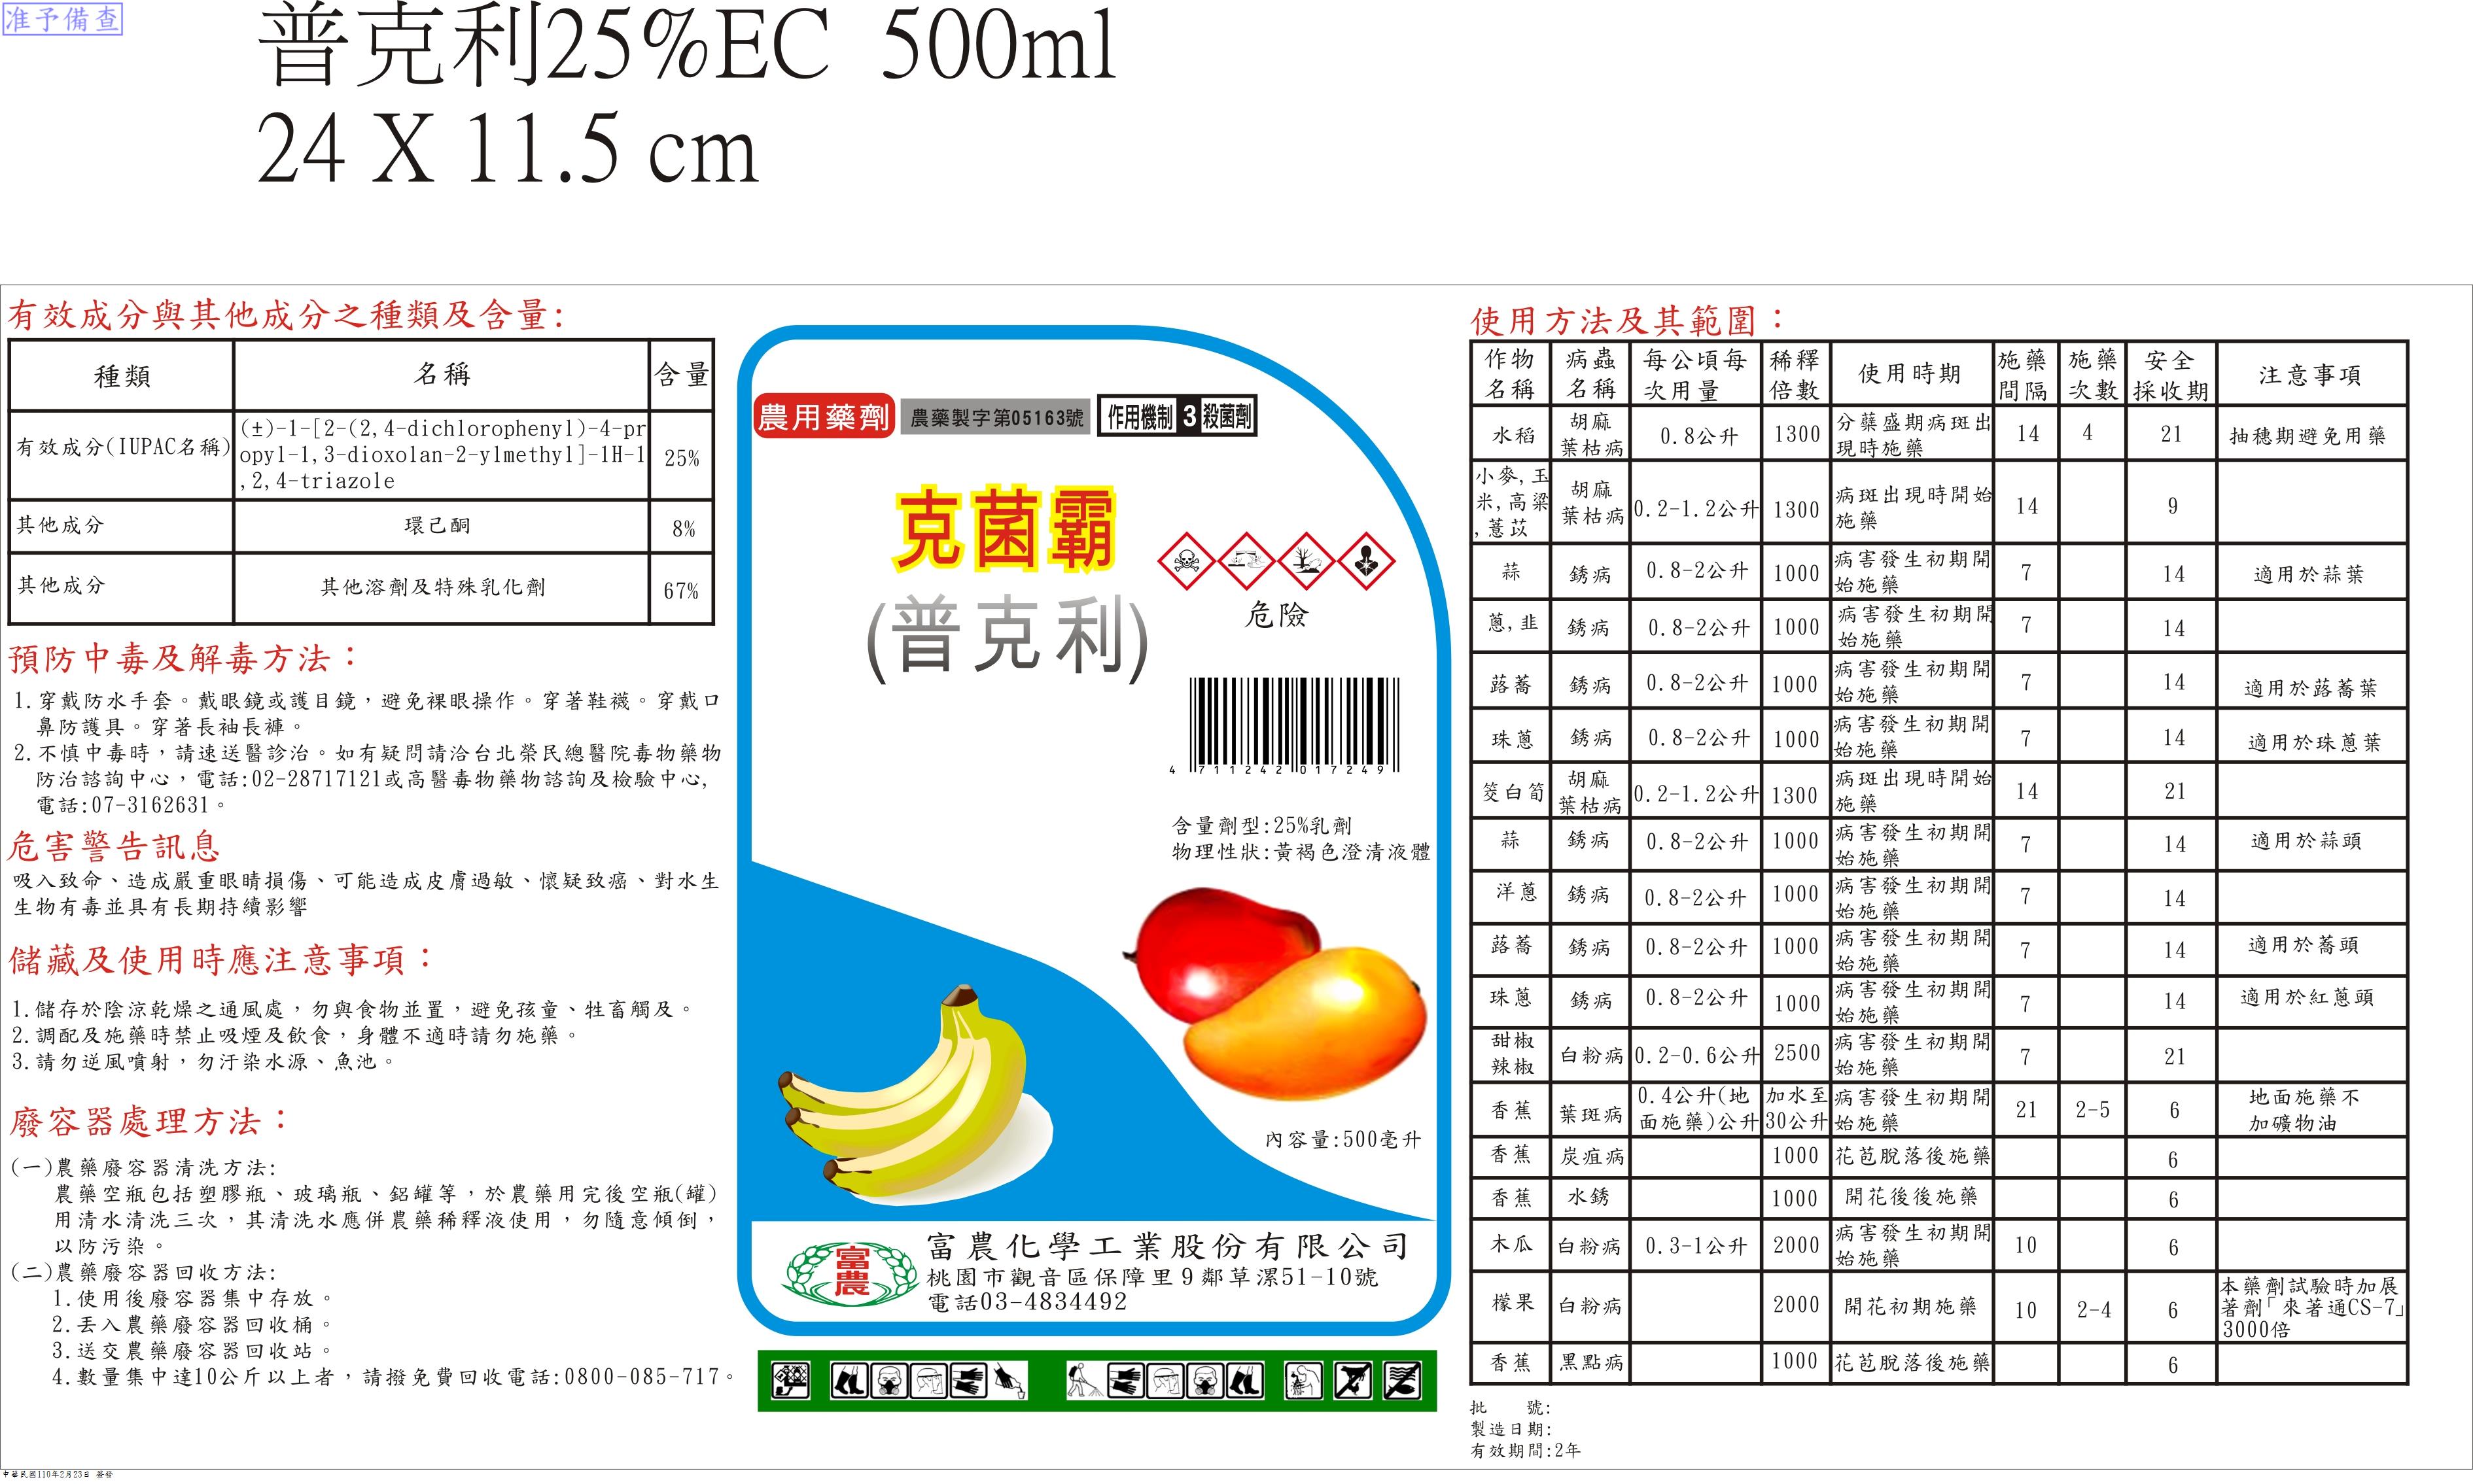 准予備查
普克利25%EC 500ml
24 X 11.5 cm
有效成分與其他成分之種類及含量:
種類 名稱 含量
有效成分(IUPAC名稱) (±)-1-[2-(2,4-dichlorophenyl)-4-pr
opyl-1,3-dioxolan-2-ylmethyl]-1H-1
,2,4-triazole 25%
其他成分 環己酮 8%
其他成分 其他溶劑及特殊乳化劑 67%
預防中毒及解毒方法：
1.穿戴防水手套。戴眼鏡或護目鏡，避免裸眼操作。穿著鞋襪。穿戴口
鼻防護具。穿著長袖長褲。
2.不慎中毒時，請速送醫診治。如有疑問請洽台北榮民總醫院毒物藥物
防治諮詢中心，電話:02-28717121或高醫毒物藥物諮詢及檢驗中心,
電話:07-3162631。
危害警告訊息
吸入致命、造成嚴重眼睛損傷、可能造成皮膚過敏、懷疑致癌、對水生
生物有毒並具有長期持續影響
儲藏及使用時應注意事項：
1.儲存於陰涼乾燥之通風處，勿與食物並置，避免孩童、牲畜觸及。
2.調配及施藥時禁止吸煙及飲食，身體不適時請勿施藥。
3.請勿逆風噴射，勿汙染水源、魚池。
廢容器處理方法：
(一)農藥廢容器清洗方法:
農藥空瓶包括塑膠瓶、玻璃瓶、鋁罐等，於農藥用完後空瓶(罐)
用清水清洗三次，其清洗水應併農藥稀釋液使用，勿隨意傾倒，
以防污染。
(二)農藥廢容器回收方法:
1.使用後廢容器集中存放。
2.丟入農藥廢容器回收桶。
3.送交農藥廢容器回收站。
4.數量集中達10公斤以上者，請撥免費回收電話:0800-085-717。
農用藥劑 農藥製字第05163號 作用機制 3 殺菌劑
克菌霸
(普克利)
危險
4 711242 017249
含量劑型:25%乳劑
物理性狀:黃褐色澄清液體
內容量:500毫升
富農
富農化學工業股份有限公司
桃園市觀音區保障里9鄰草漯51-10號
電話03-4834492
使用方法及其範圍：
作物名稱 病蟲名稱 每公頃每次用量 稀釋倍數 使用時期 施藥間隔 施藥次數 安全採收期 注意事項
水稻 胡麻葉枯病 0.8公升 1300 分蘗盛期病斑出現時施藥 14 4 21 抽穗期避免用藥
小麥,玉米,高粱,薏苡 胡麻葉枯病 0.2-1.2公升 1300 病斑出現時開始施藥 14 9
蒜 銹病 0.8-2公升 1000 病害發生初期開始施藥 7 14 適用於蒜葉
蔥,韭 銹病 0.8-2公升 1000 病害發生初期開始施藥 7 14
蕗蕎 銹病 0.8-2公升 1000 病害發生初期開始施藥 7 14 適用於蕗蕎葉
珠蔥 銹病 0.8-2公升 1000 病害發生初期開始施藥 7 14 適用於珠蔥葉
筊白筍 胡麻葉枯病 0.2-1.2公升 1300 病斑出現時開始施藥 14 21
蒜 銹病 0.8-2公升 1000 病害發生初期開始施藥 7 14 適用於蒜頭
洋蔥 銹病 0.8-2公升 1000 病害發生初期開始施藥 7 14
蕗蕎 銹病 0.8-2公升 1000 病害發生初期開始施藥 7 14 適用於蕎頭
珠蔥 銹病 0.8-2公升 1000 病害發生初期開始施藥 7 14 適用於紅蔥頭
甜椒辣椒 白粉病 0.2-0.6公升 2500 病害發生初期開始施藥 7 21
香蕉 葉斑病 0.4公升(地面施藥)公升 加水至30公升 病害發生初期開始施藥 21 2-5 6 地面施藥不加礦物油
香蕉 炭疽病 1000 花苞脫落後施藥 6
香蕉 水銹 1000 開花後後施藥 6
木瓜 白粉病 0.3-1公升 2000 病害發生初期開始施藥 10 6
檬果 白粉病 2000 開花初期施藥 10 2-4 6 本藥劑試驗時加展著劑「來著通CS-7」3000倍
香蕉 黑點病 1000 花苞脫落後施藥 6
批 號:
製造日期:
有效期間:2年
中華民國110年2月23日 簽發